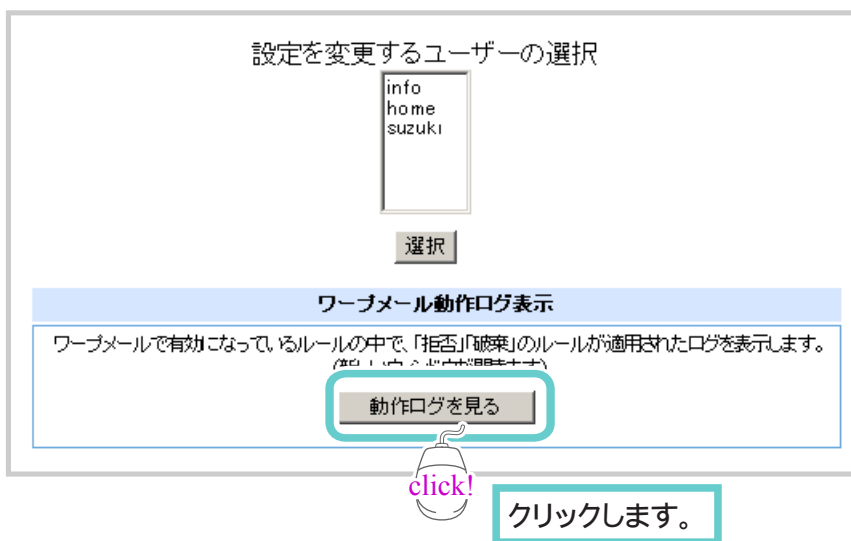 設定を変更するユーザーの選択
info
home
suzuki
選択
ワープメール動作ログ表示
ワープメールで有効になっているルールの中で、「拒否」「破棄」のルールが適用されたログを表示します。
動作ログを見る
click!
クリックします。